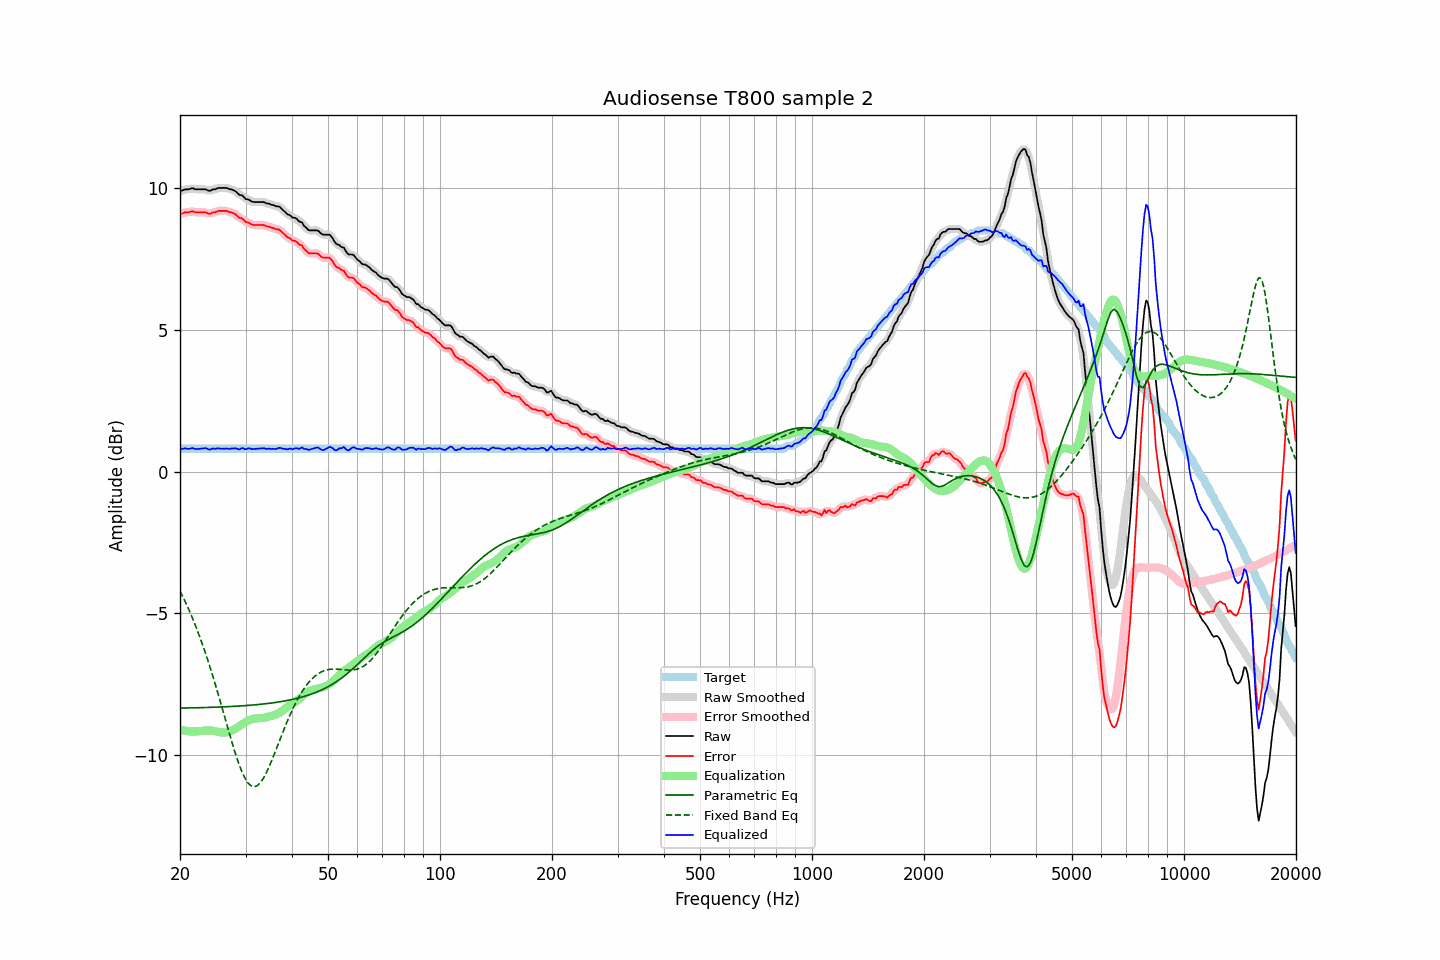 Audiosense T800 sample 2
Amplitude (dBr)
10
5
0
−5
−10
Target
Raw Smoothed
Error Smoothed
Raw
Error
Equalization
Parametric Eq
Fixed Band Eq
Equalized
20 50 100 200 500 1000 2000 5000 10000 20000
Frequency (Hz)